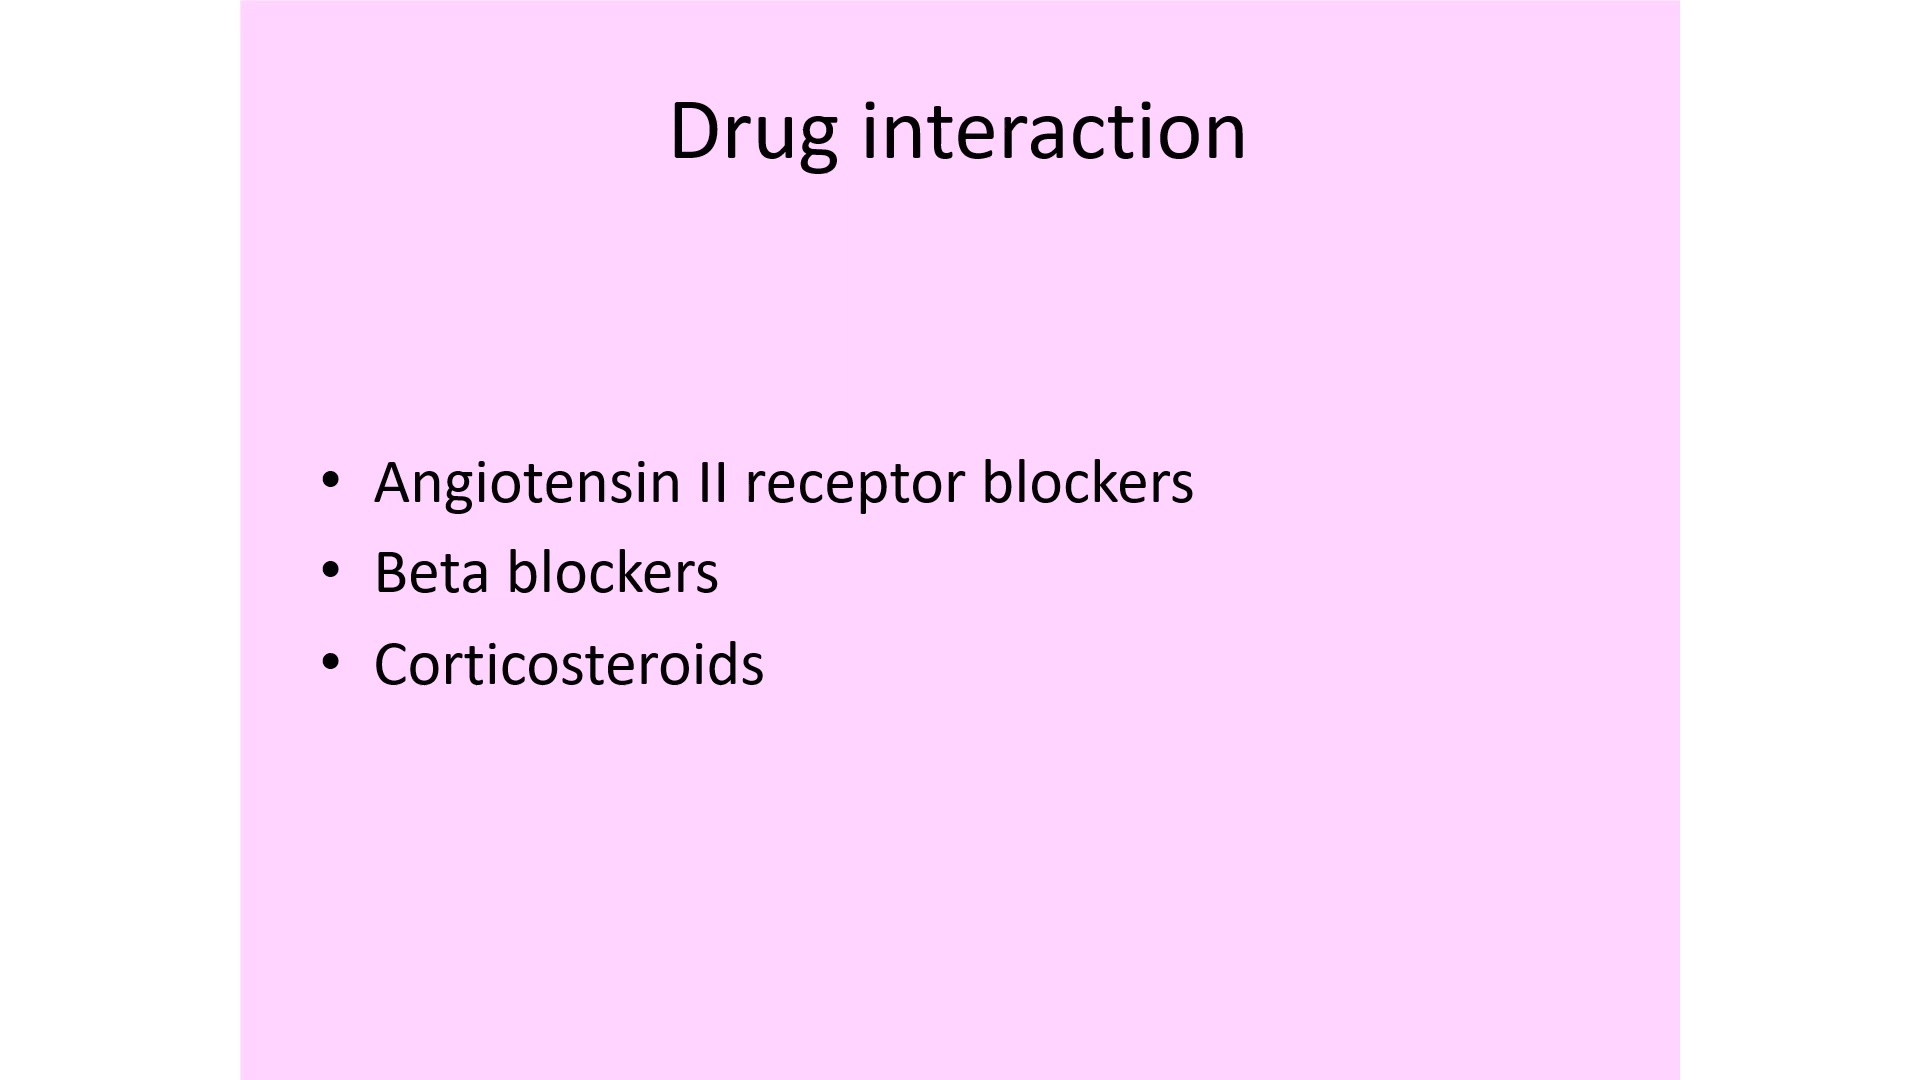 Drug interaction
• Angiotensin II receptor blockers
• Beta blockers
• Corticosteroids